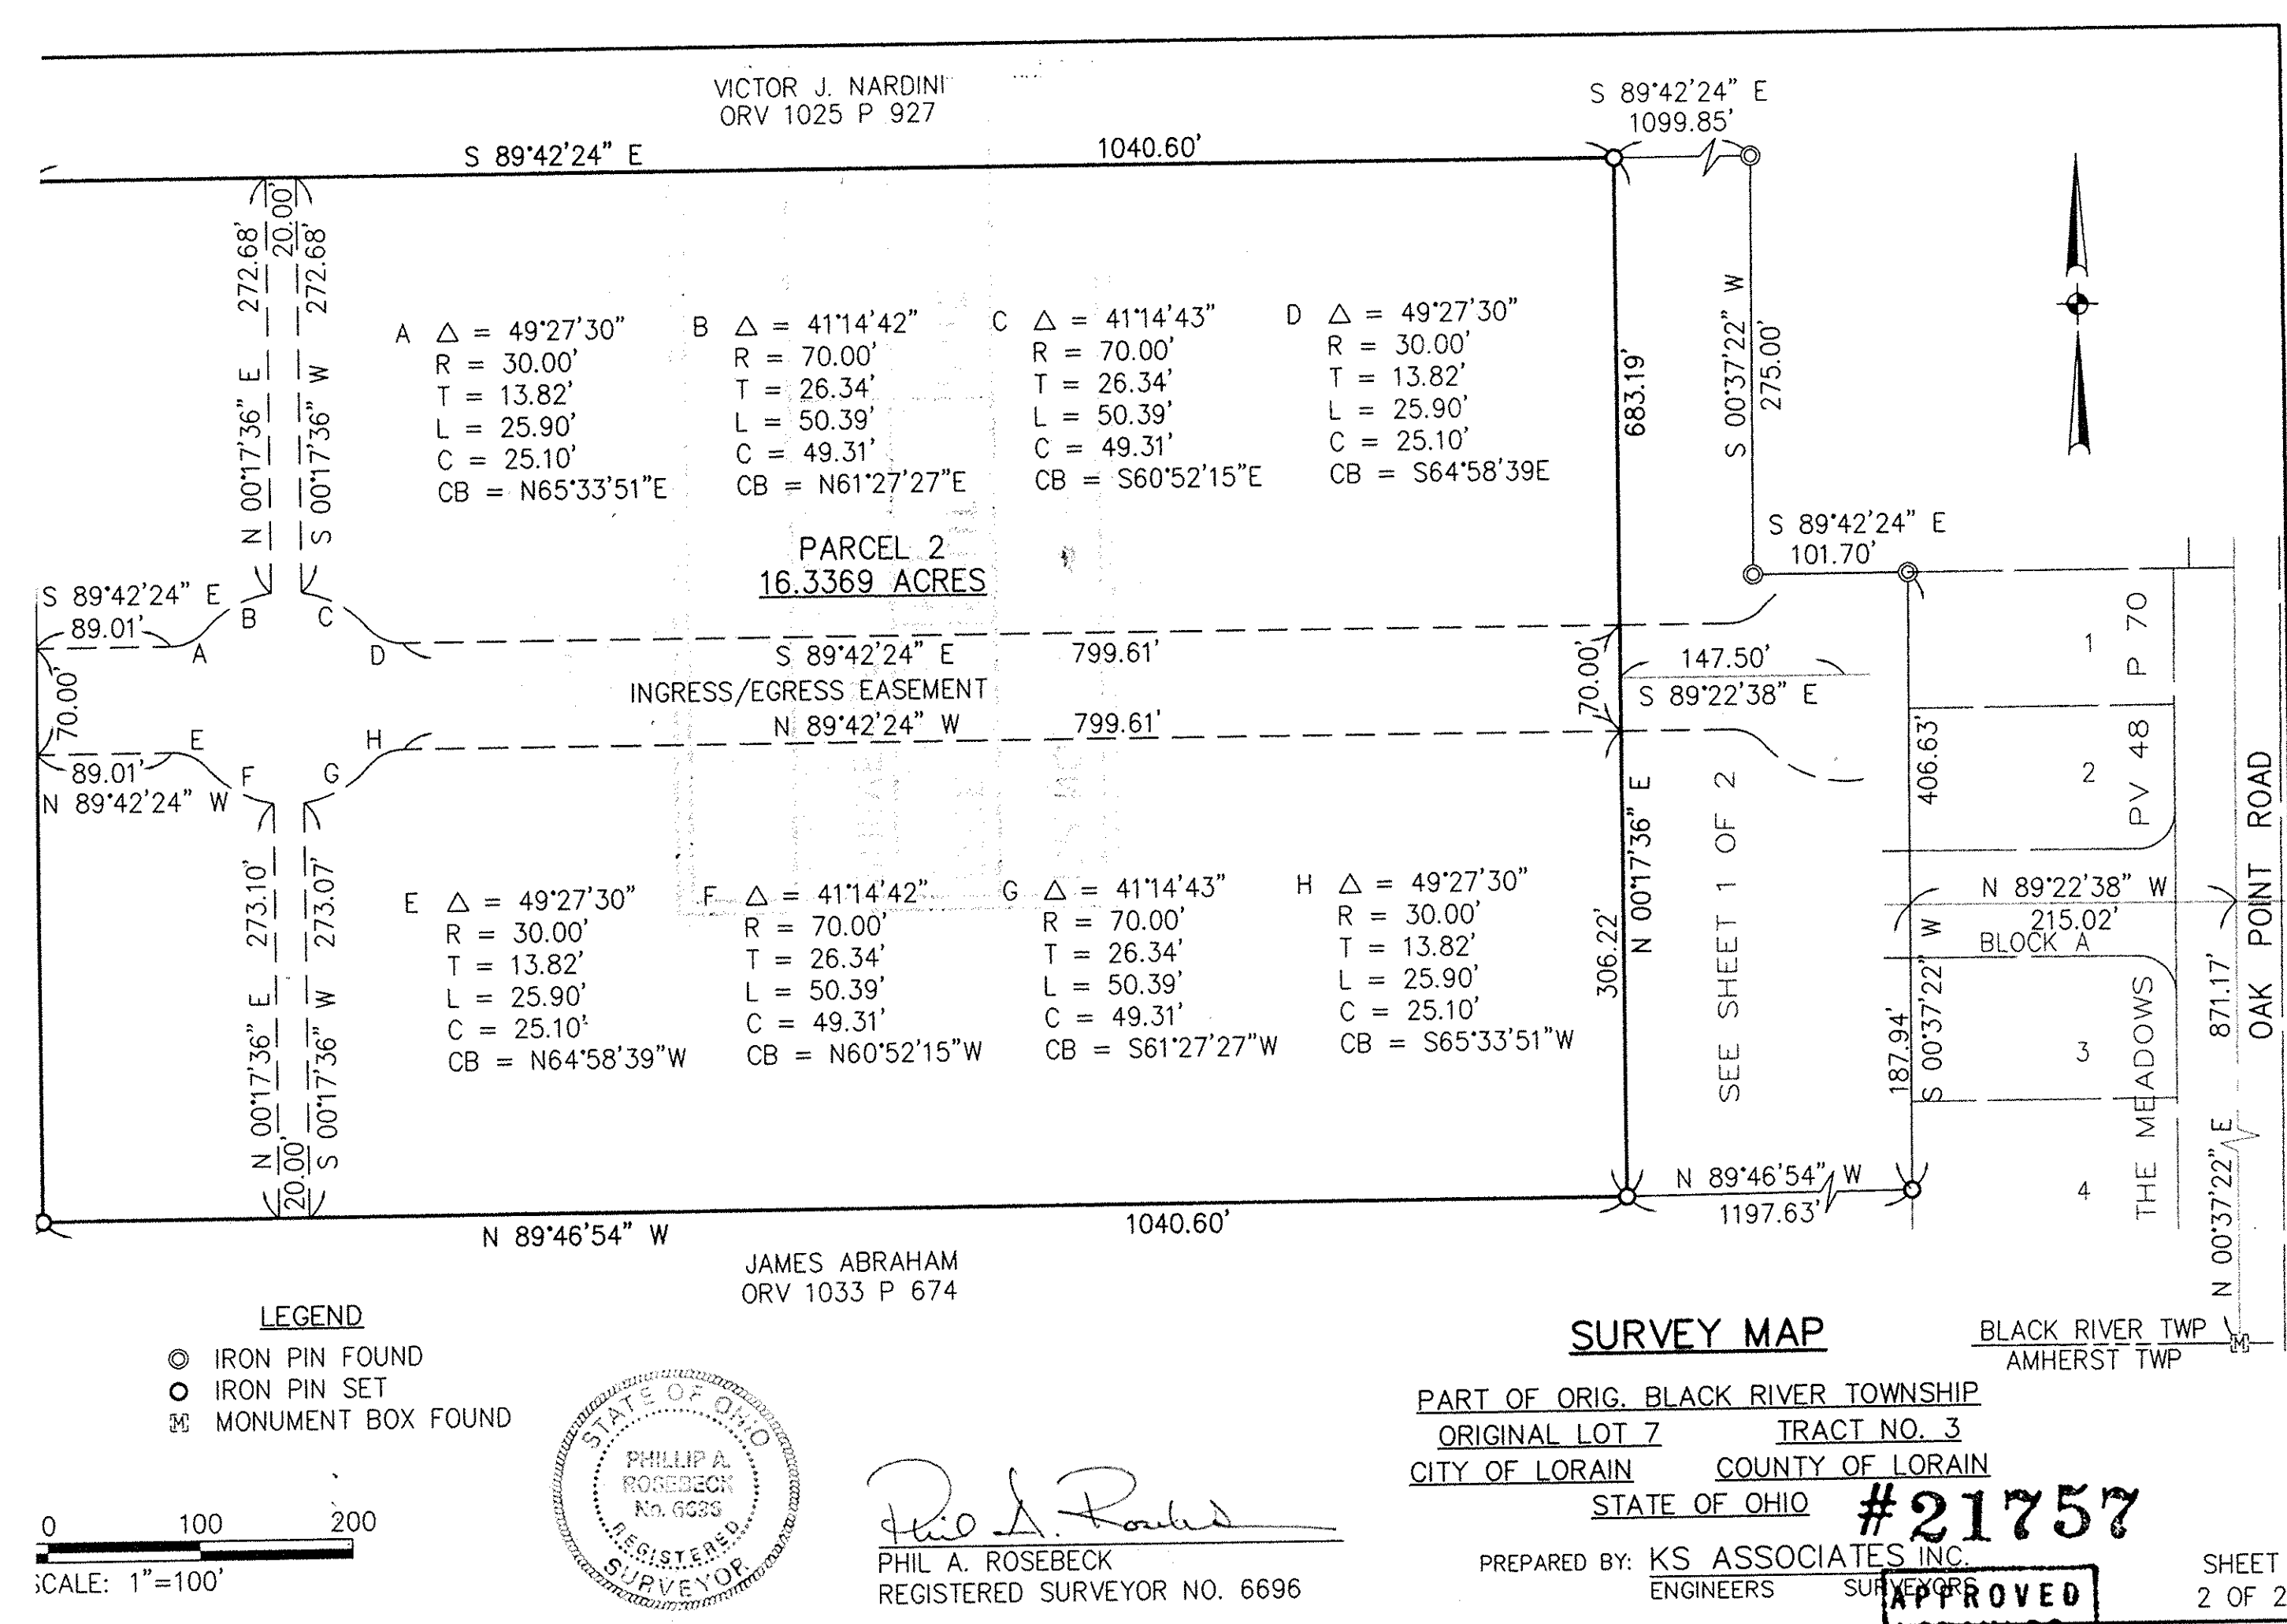 VICTOR J. NARDINI
ORV 1025 P 927
S 89°42'24" E
1099.85'
S 89°42'24" E
1040.60'
272.68'
N 00°17'36" E
20.00'
272.68'
S 00°17'36" W
A Δ = 49°27'30"
R = 30.00'
T = 13.82'
L = 25.90'
C = 25.10'
CB = N65°33'51"E
B Δ = 41°14'42"
R = 70.00'
T = 26.34'
L = 50.39'
C = 49.31'
CB = N61°27'27"E
C Δ = 41°14'43"
R = 70.00'
T = 26.34'
L = 50.39'
C = 49.31'
CB = S60°52'15"E
D Δ = 49°27'30"
R = 30.00'
T = 13.82'
L = 25.90'
C = 25.10'
CB = S64°58'39E
683.19'
S 00°37'22" W
275.00'
S 89°42'24" E
101.70'
PARCEL 2
16.3369 ACRES
S 89°42'24" E
89.01'
A
B
C
D
S 89°42'24" E
799.61'
INGRESS/EGRESS EASEMENT
N 89°42'24" W
799.61'
70.00'
70.00'
147.50'
S 89°22'38" E
E
F
G
H
89.01'
N 89°42'24" W
1
P 70
2
PV 48
406.63'
OAK POINT ROAD
N 00°17'36" E
306.22'
SEE SHEET 1 OF 2
N 89°22'38" W
215.02'
BLOCK A
273.10'
N 00°17'36" E
20.00'
273.07'
S 00°17'36" W
E Δ = 49°27'30"
R = 30.00'
T = 13.82'
L = 25.90'
C = 25.10'
CB = N64°58'39"W
F Δ = 41°14'42"
R = 70.00'
T = 26.34'
L = 50.39'
C = 49.31'
CB = N60°52'15"W
G Δ = 41°14'43"
R = 70.00'
T = 26.34'
L = 50.39'
C = 49.31'
CB = S61°27'27"W
H Δ = 49°27'30"
R = 30.00'
T = 13.82'
L = 25.90'
C = 25.10'
CB = S65°33'51"W
187.94'
S 00°37'22" W
3
4
THE MEADOWS
871.17'
N 00°37'22" E
N 89°46'54" W
1197.63'
N 89°46'54" W
1040.60'
JAMES ABRAHAM
ORV 1033 P 674
LEGEND
IRON PIN FOUND
IRON PIN SET
M MONUMENT BOX FOUND
0 100 200
SCALE: 1"=100'
STATE OF OHIO
PHILLIP A.
ROSEBECK
No. 6696
REGISTERED
SURVEYOR
Phil A. Rosebeck
PHIL A. ROSEBECK
REGISTERED SURVEYOR NO. 6696
SURVEY MAP
BLACK RIVER TWP
AMHERST TWP
M
PART OF ORIG. BLACK RIVER TOWNSHIP
ORIGINAL LOT 7 TRACT NO. 3
CITY OF LORAIN COUNTY OF LORAIN
STATE OF OHIO
#21757
PREPARED BY: KS ASSOCIATES INC.
ENGINEERS SURVEYORS
APPROVED
SHEET
2 OF 2